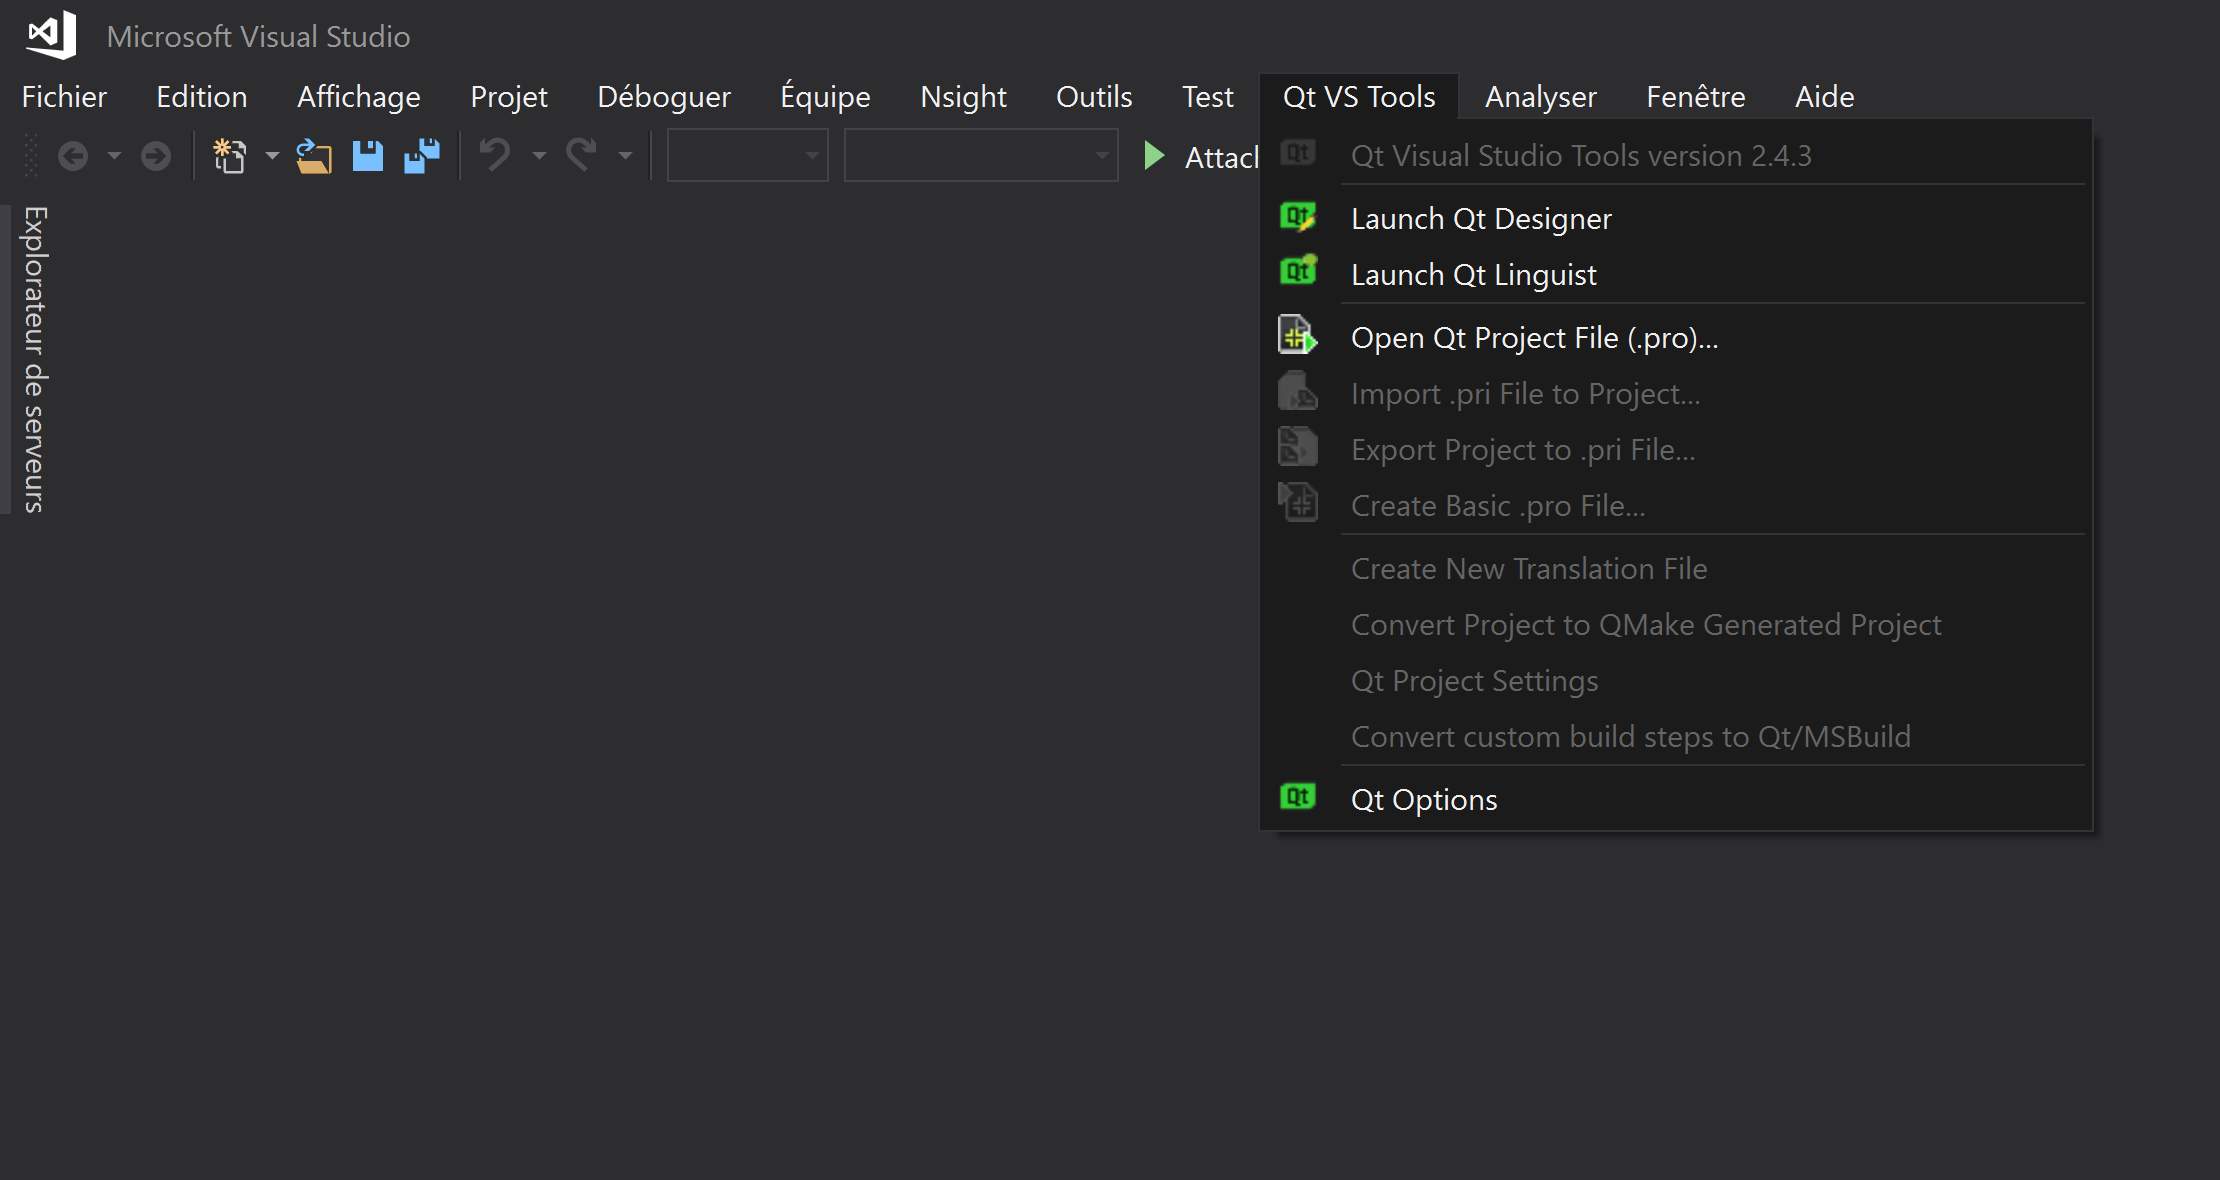 Microsoft Visual Studio
Fichier Edition Affichage Projet Déboguer Équipe Nsight Outils Test Qt VS Tools Analyser Fenêtre Aide
Explorateur de serveurs
Qt Visual Studio Tools version 2.4.3
Launch Qt Designer
Launch Qt Linguist
Open Qt Project File (.pro)...
Import .pri File to Project...
Export Project to .pri File...
Create Basic .pro File...
Create New Translation File
Convert Project to QMake Generated Project
Qt Project Settings
Convert custom build steps to Qt/MSBuild
Qt Options